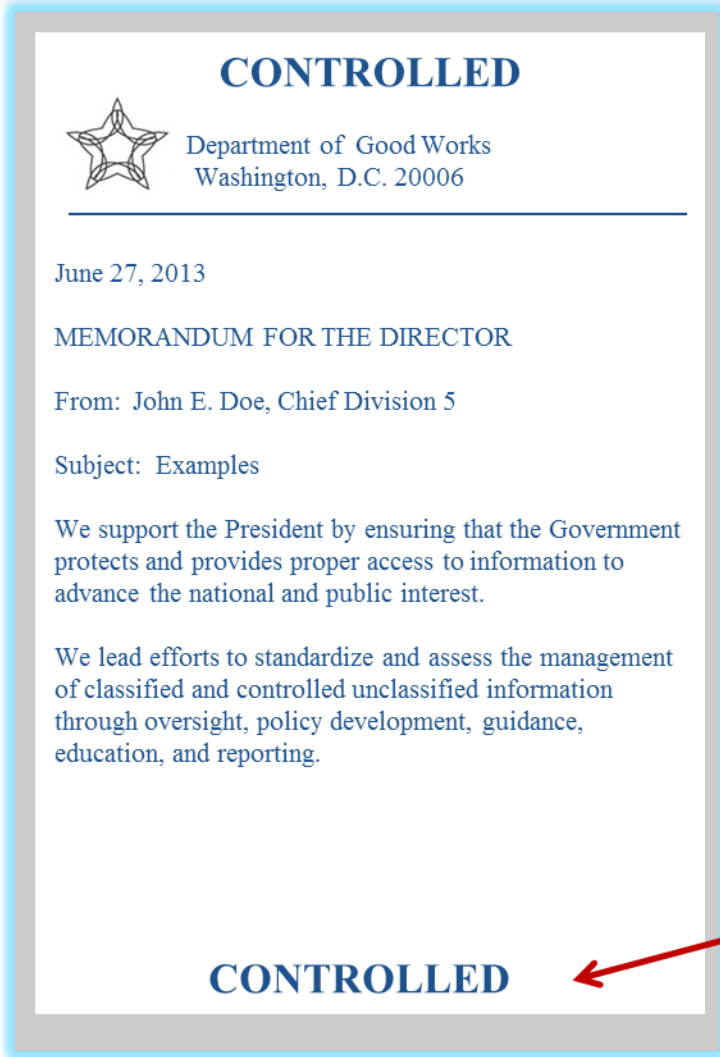 CONTROLLED
Department of Good Works
Washington, D.C. 20006
June 27, 2013
MEMORANDUM FOR THE DIRECTOR
From: John E. Doe, Chief Division 5
Subject: Examples
We support the President by ensuring that the Government
protects and provides proper access to information to
advance the national and public interest.
We lead efforts to standardize and assess the management
of classified and controlled unclassified information
through oversight, policy development, guidance,
education, and reporting.
CONTROLLED